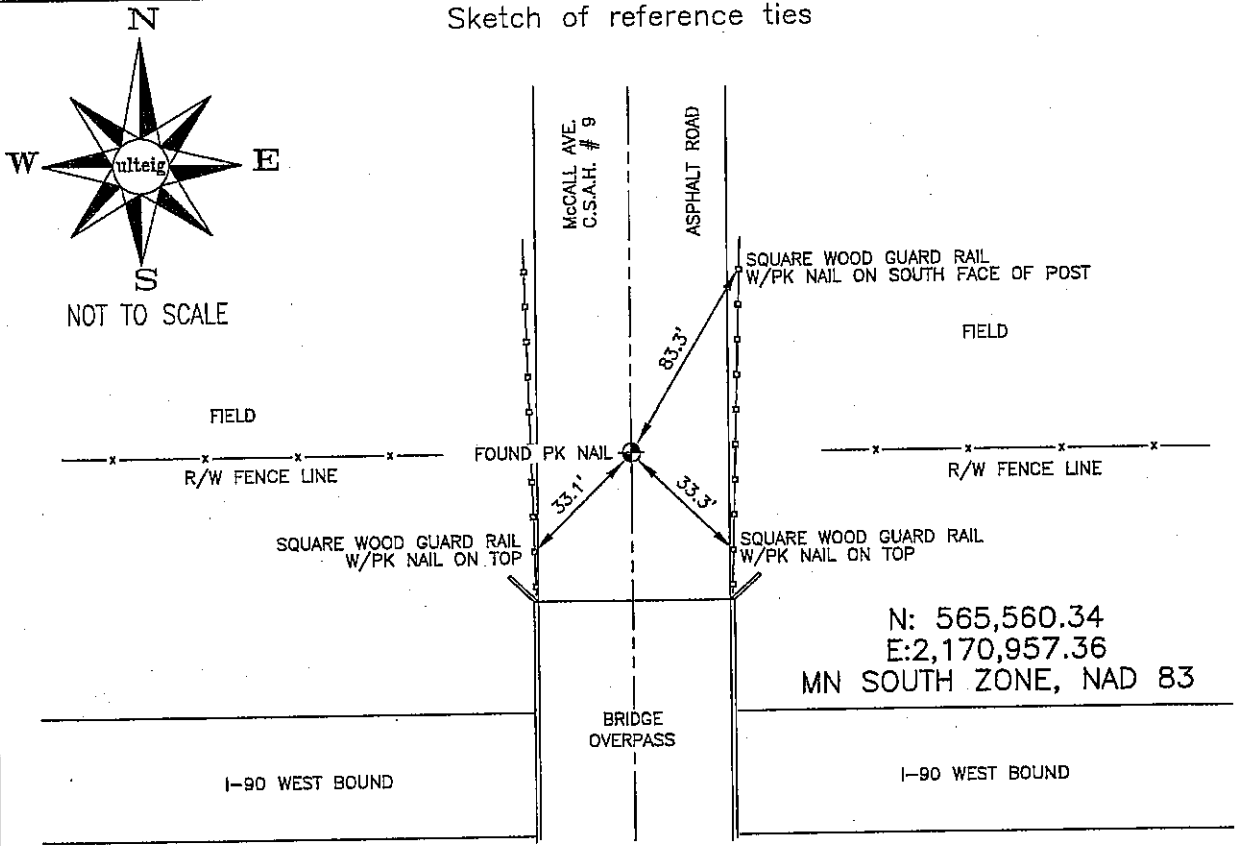 Sketch of reference ties
N
W
ulteig
E
S
NOT TO SCALE
McCALL AVE.
C.S.A.H. # 9
ASPHALT ROAD
SQUARE WOOD GUARD RAIL
W/PK NAIL ON SOUTH FACE OF POST
FIELD
83.3'
FIELD
FOUND PK NAIL
R/W FENCE LINE
R/W FENCE LINE
33.1'
33.3'
SQUARE WOOD GUARD RAIL
W/PK NAIL ON TOP
SQUARE WOOD GUARD RAIL
W/PK NAIL ON TOP
N: 565,560.34
E:2,170,957.36
MN SOUTH ZONE, NAD 83
BRIDGE
OVERPASS
I-90 WEST BOUND
I-90 WEST BOUND